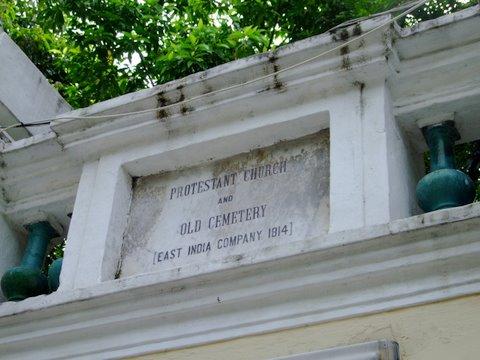 PROTESTANT CHURCH
AND
OLD CEMETERY
[EAST INDIA COMPANY 1814]